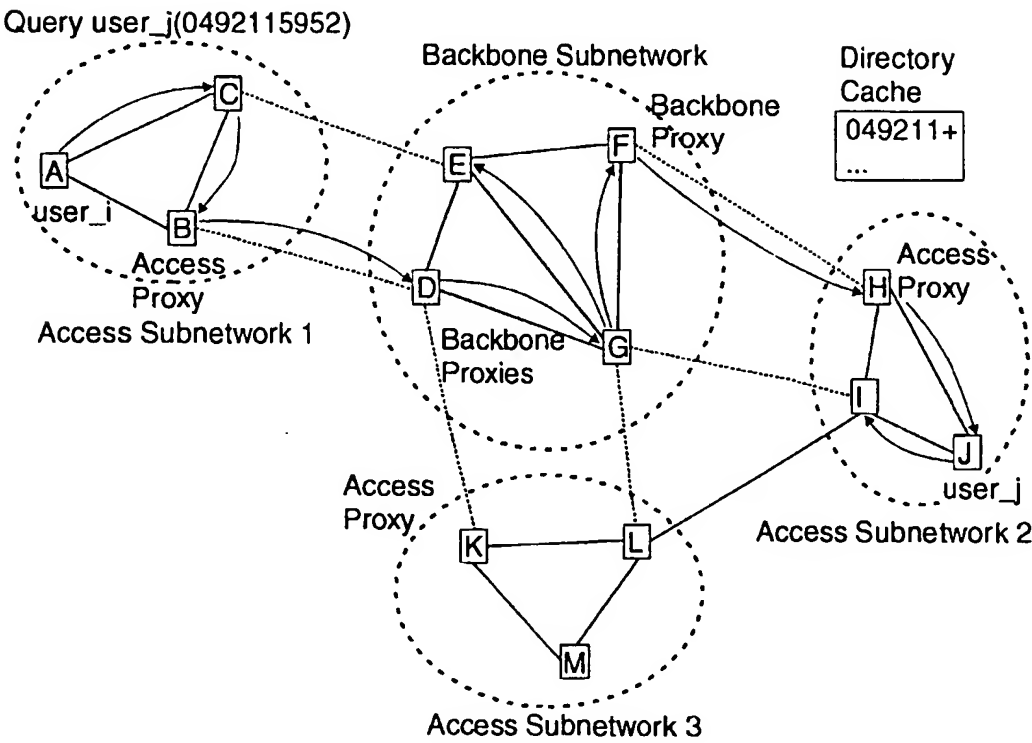 Query user_j(0492115952)
Backbone Subnetwork
Directory
Cache
049211+
...
Backbone
Proxy
C
F
E
A
user_i
B
Access
Proxy
Access Subnetwork 1
D
Access
Proxy
H
Backbone
Proxies
G
I
J
user_j
Access
Proxy
K
L
Access Subnetwork 2
M
Access Subnetwork 3